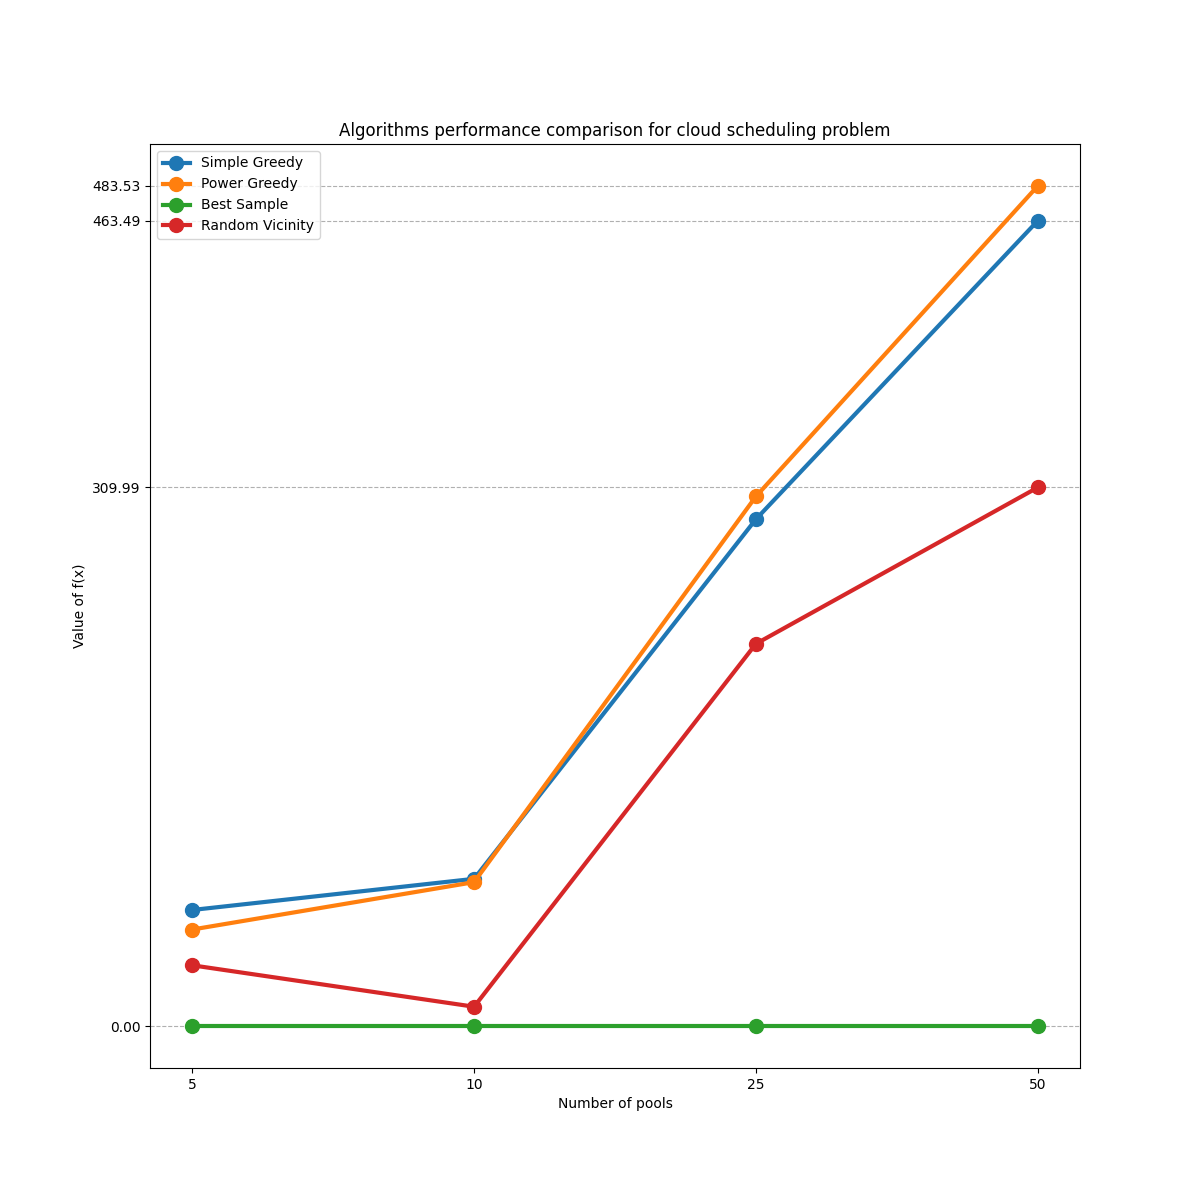 Algorithms performance comparison for cloud scheduling problem
Simple Greedy
Power Greedy
Best Sample
Random Vicinity
483.53
463.49
309.99
0.00
Value of f(x)
5 10 25 50
Number of pools